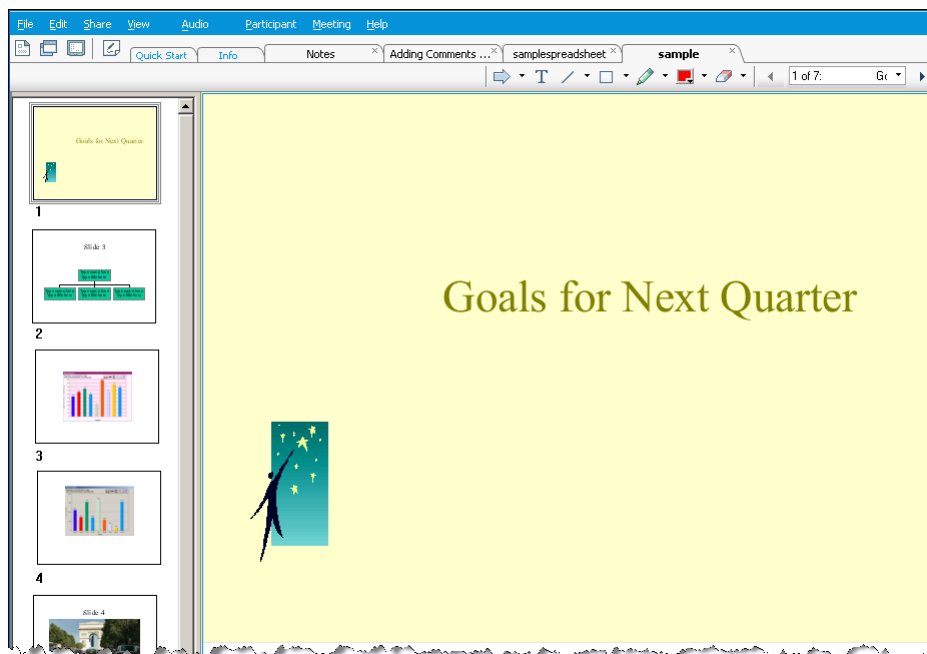 File Edit Share View Audio Participant Meeting Help
Quick Start Info Notes Adding Comments ... samplespreadsheet sample
T 1 of 7: Gc
Goals for Next Quarter
1
Slide 3
2
3
4
Slide 4
Goals for Next Quarter